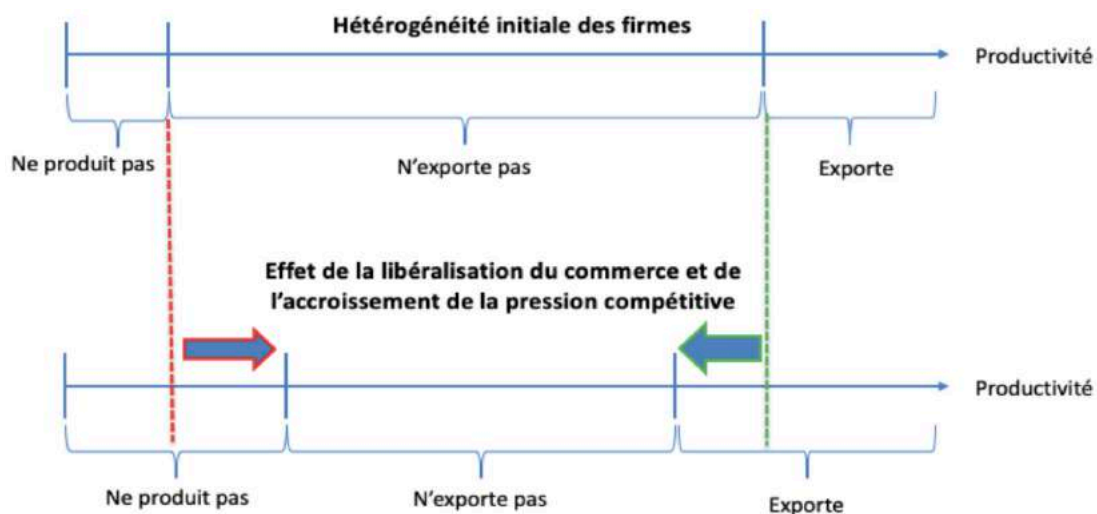 Hétérogénéité initiale des firmes
Productivité
Ne produit pas
N'exporte pas
Exporte
Effet de la libéralisation du commerce et de
l'accroissement de la pression compétitive
Productivité
Ne produit pas
N'exporte pas
Exporte